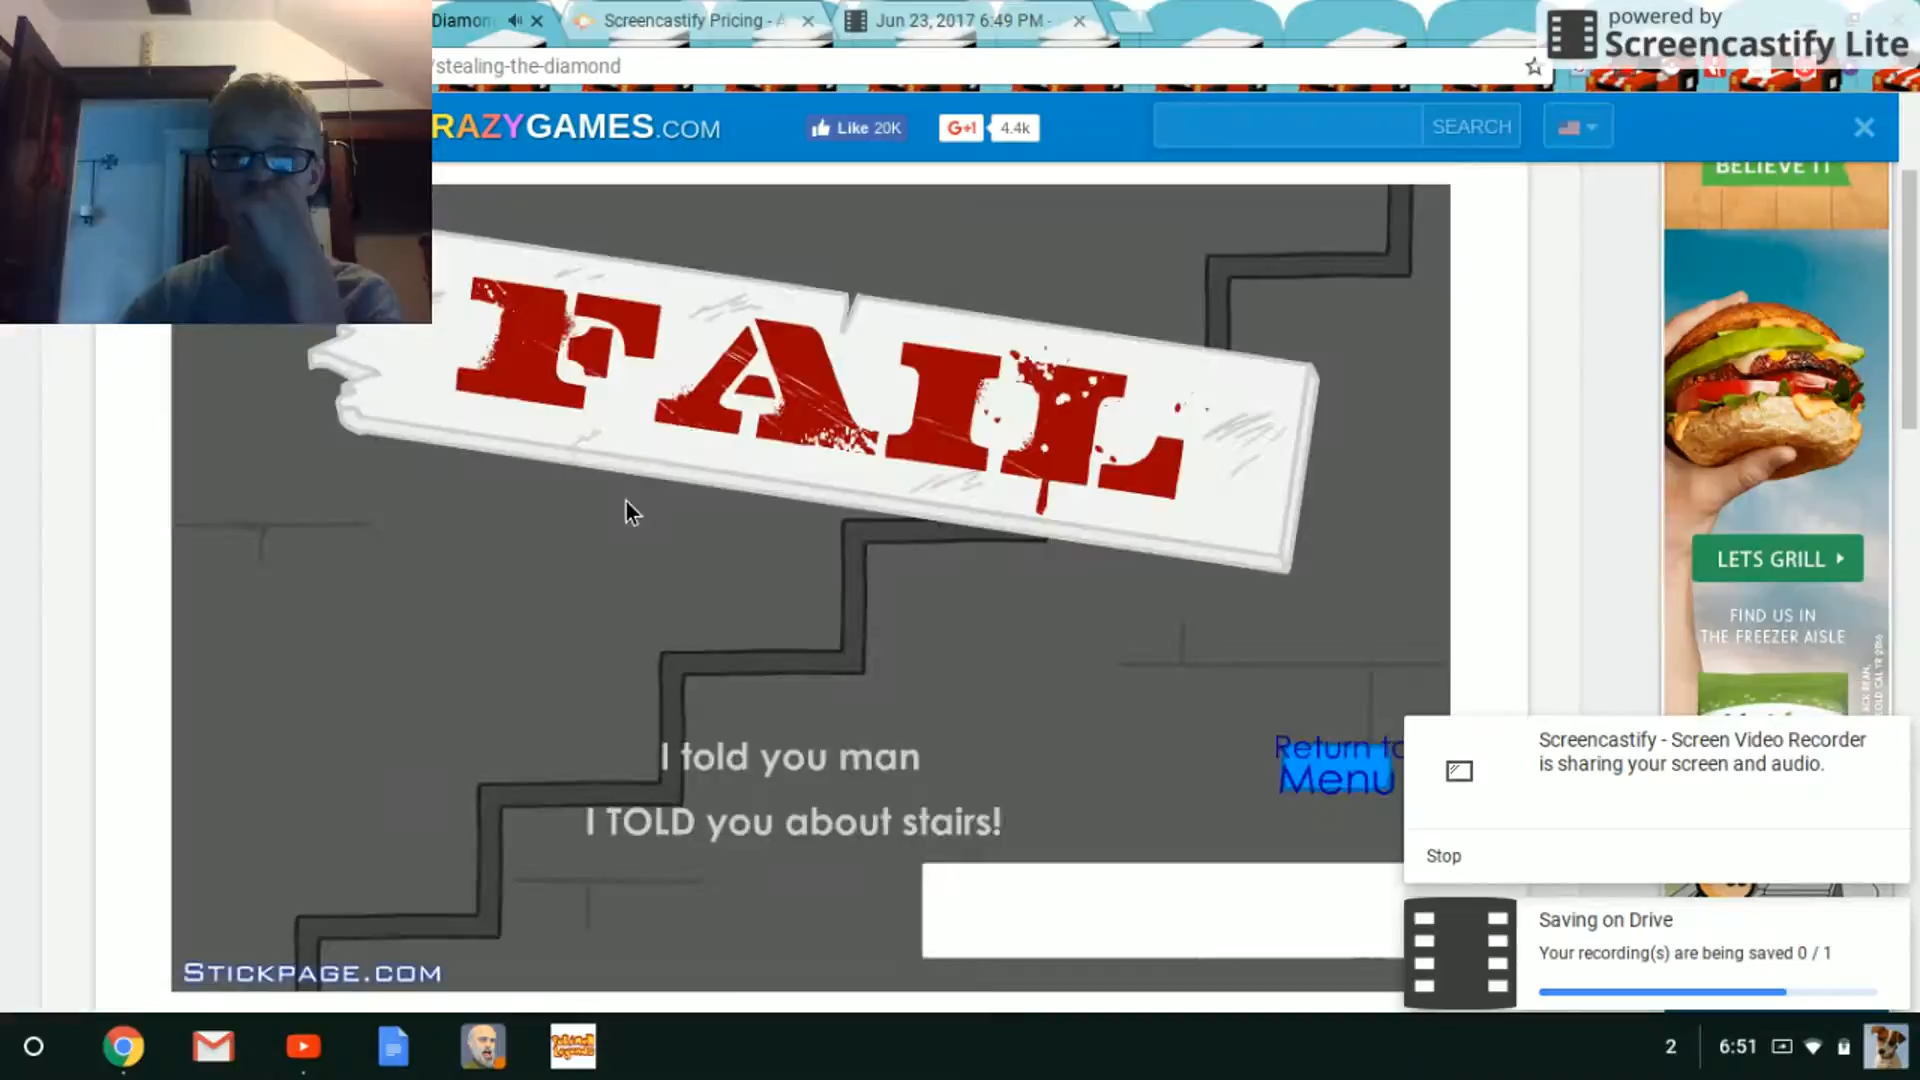 Diamon
Screencastify Pricing - A
Jun 23, 2017 6:49 PM -
powered by
Screencastify Lite
/stealing-the-diamond
RAZYGAMES.COM
Like 20K
G+1
4.4k
SEARCH
BELIEVE IT
FAIL
LETS GRILL
FIND US IN
THE FREEZER AISLE
I told you man
I TOLD you about stairs!
Return to
Menu
Screencastify - Screen Video Recorder
is sharing your screen and audio.
Stop
Saving on Drive
Your recording(s) are being saved 0 / 1
STICKPAGE.COM
2
6:51